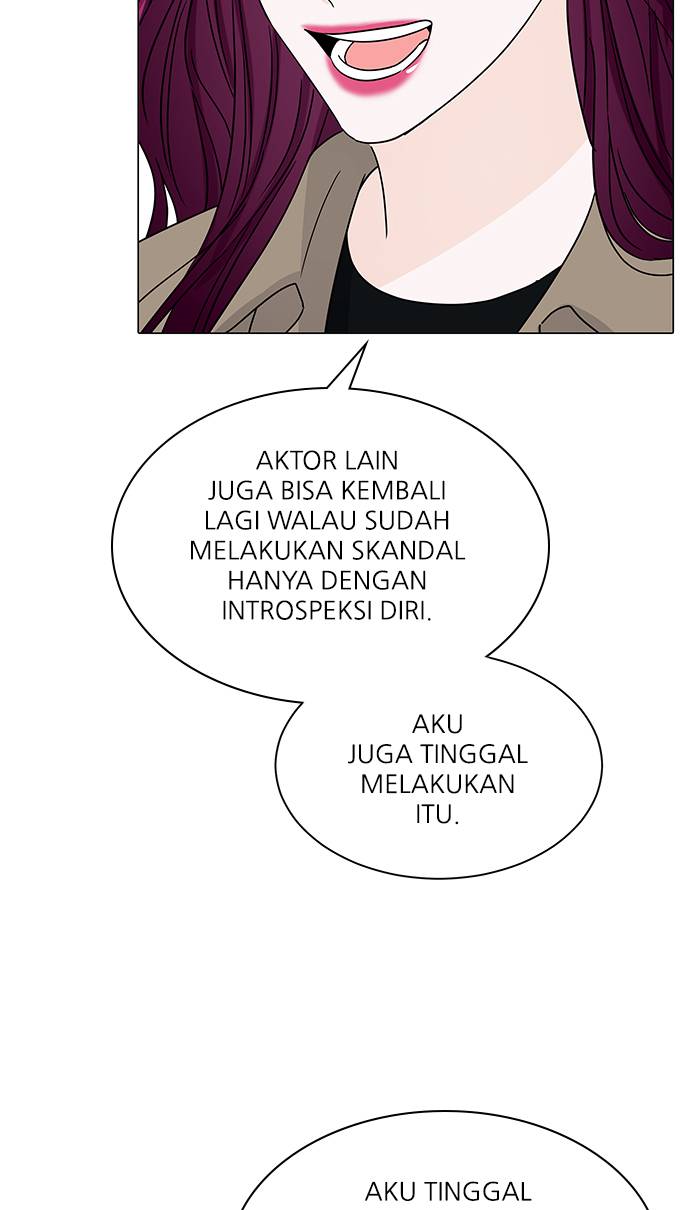 AKTOR LAIN
JUGA BISA KEMBALI
LAGI WALAU SUDAH
MELAKUKAN SKANDAL
HANYA DENGAN
INTROSPEKSI DIRI.
AKU
JUGA TINGGAL
MELAKUKAN
ITU.
AKU TINGGAL